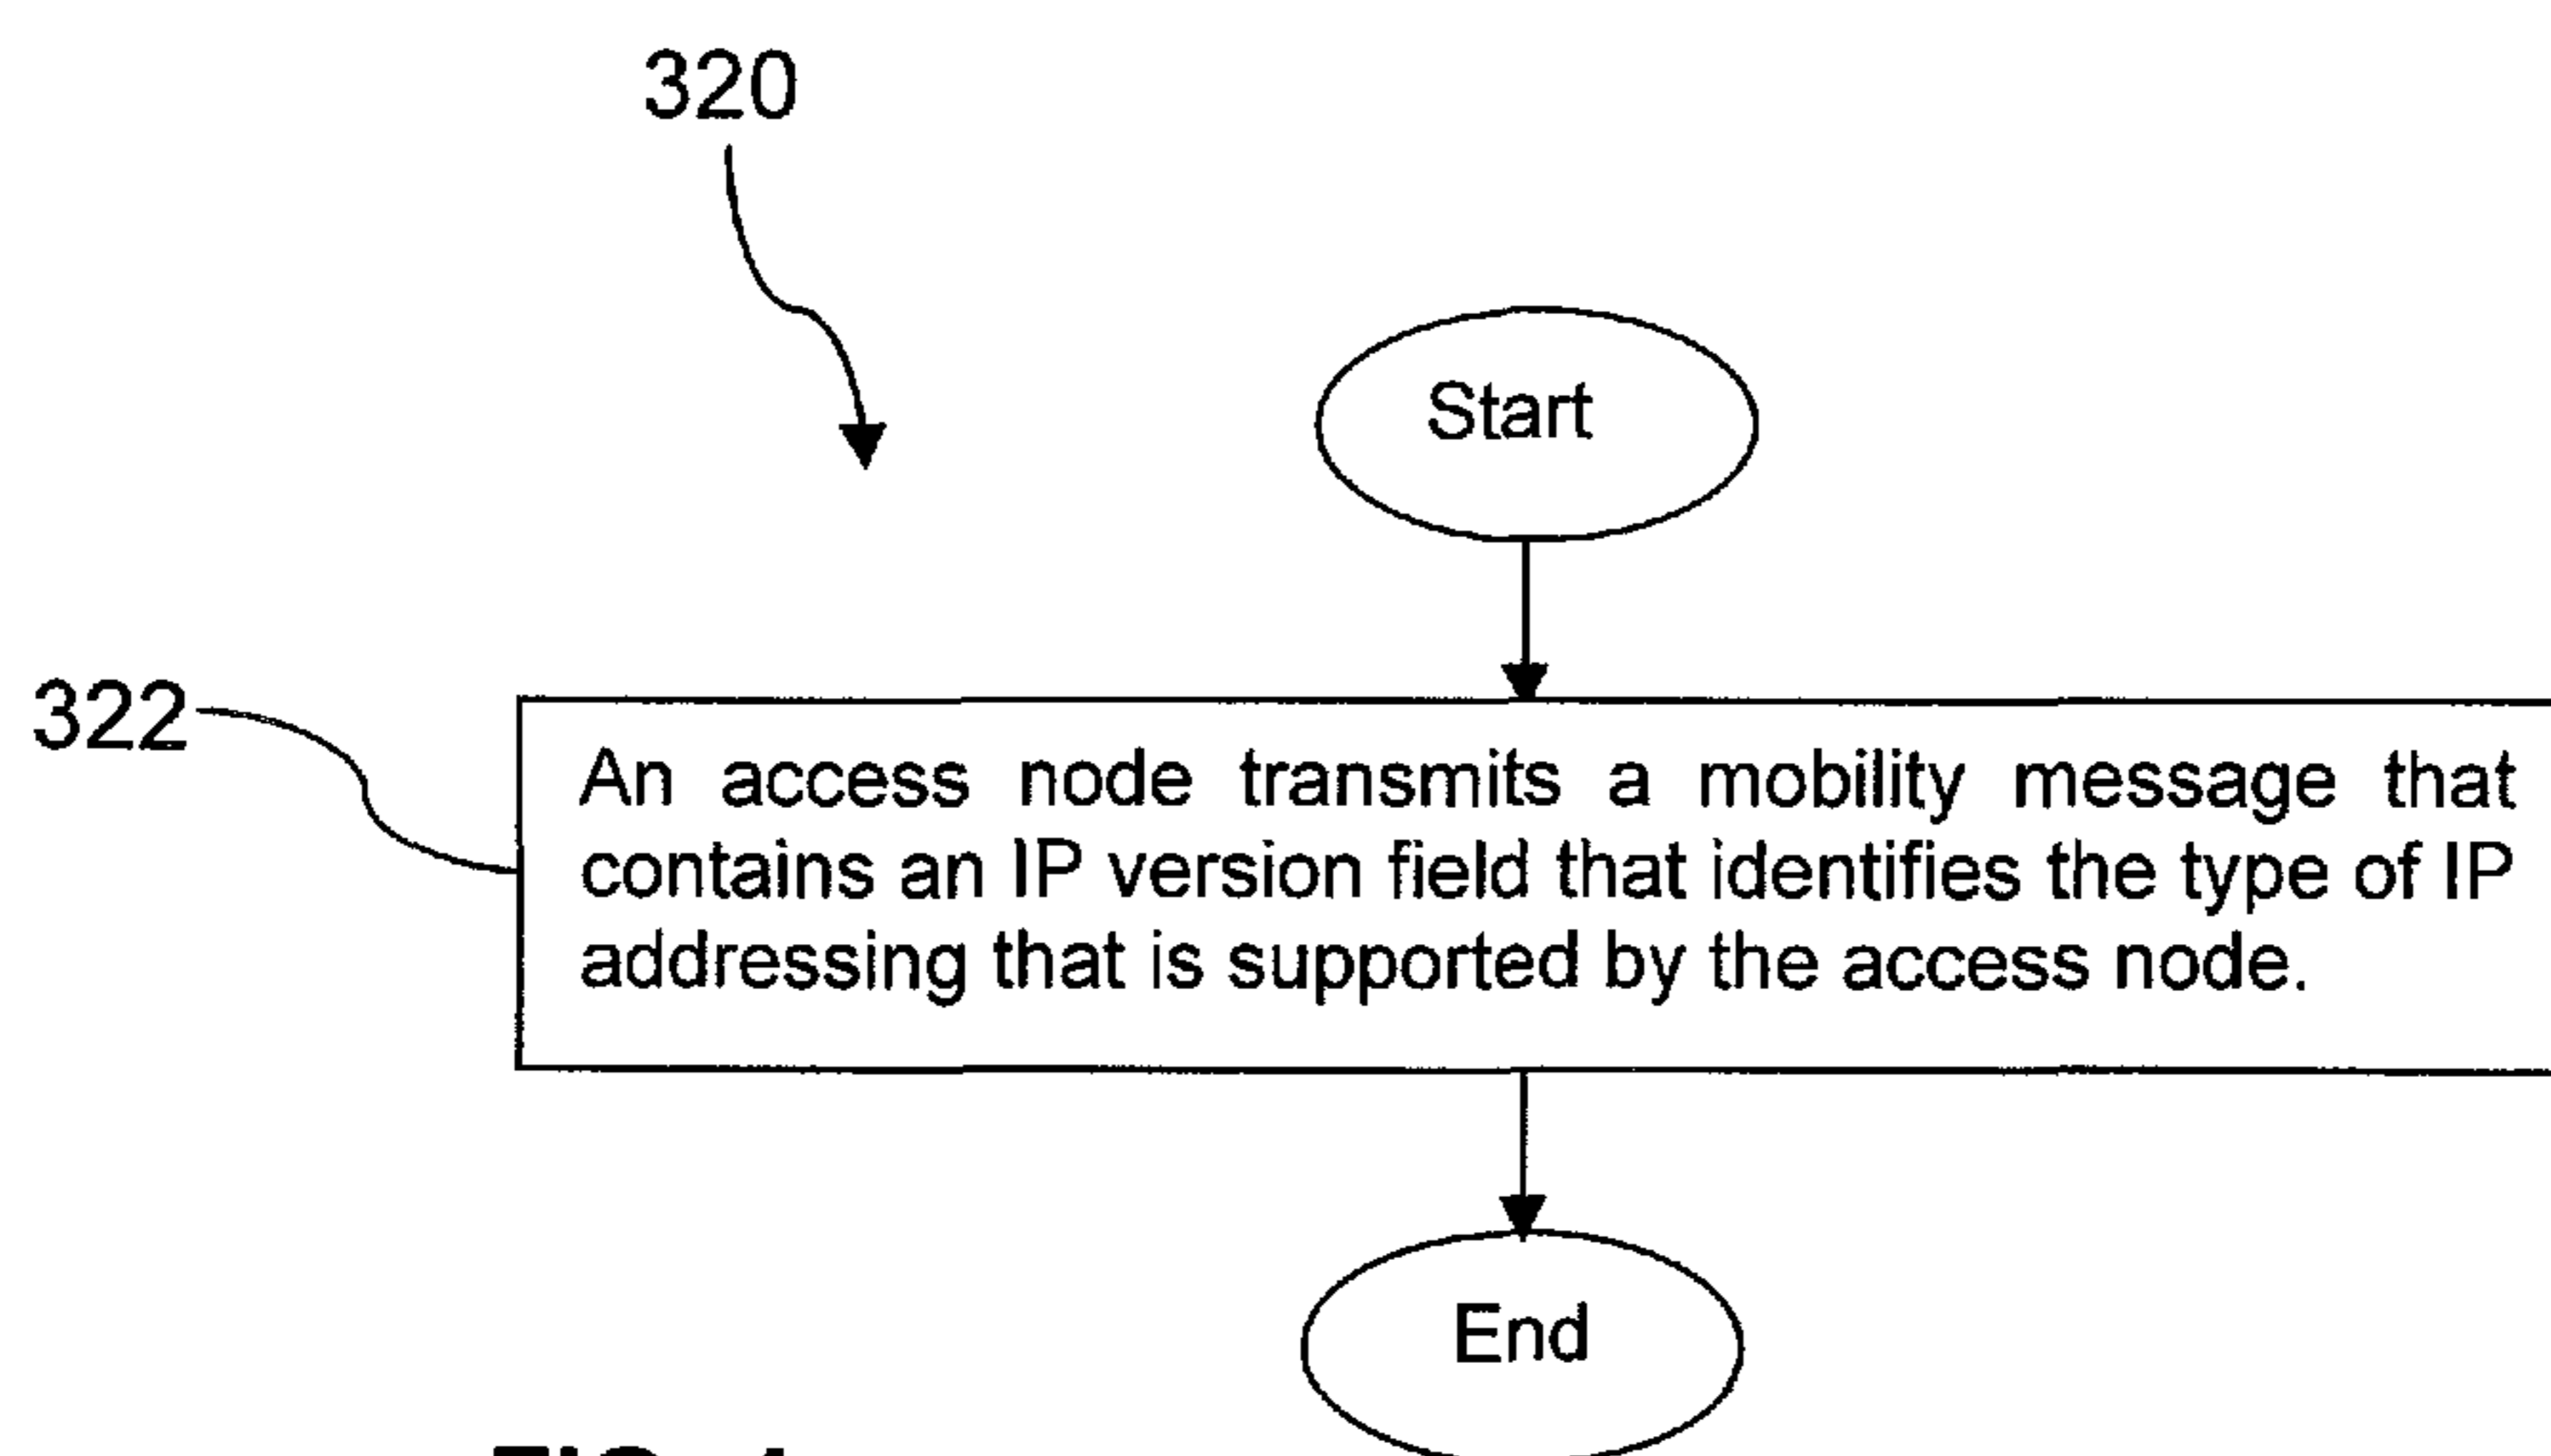 320
Start
322
An access node transmits a mobility message that
contains an IP version field that identifies the type of IP
addressing that is supported by the access node.
End